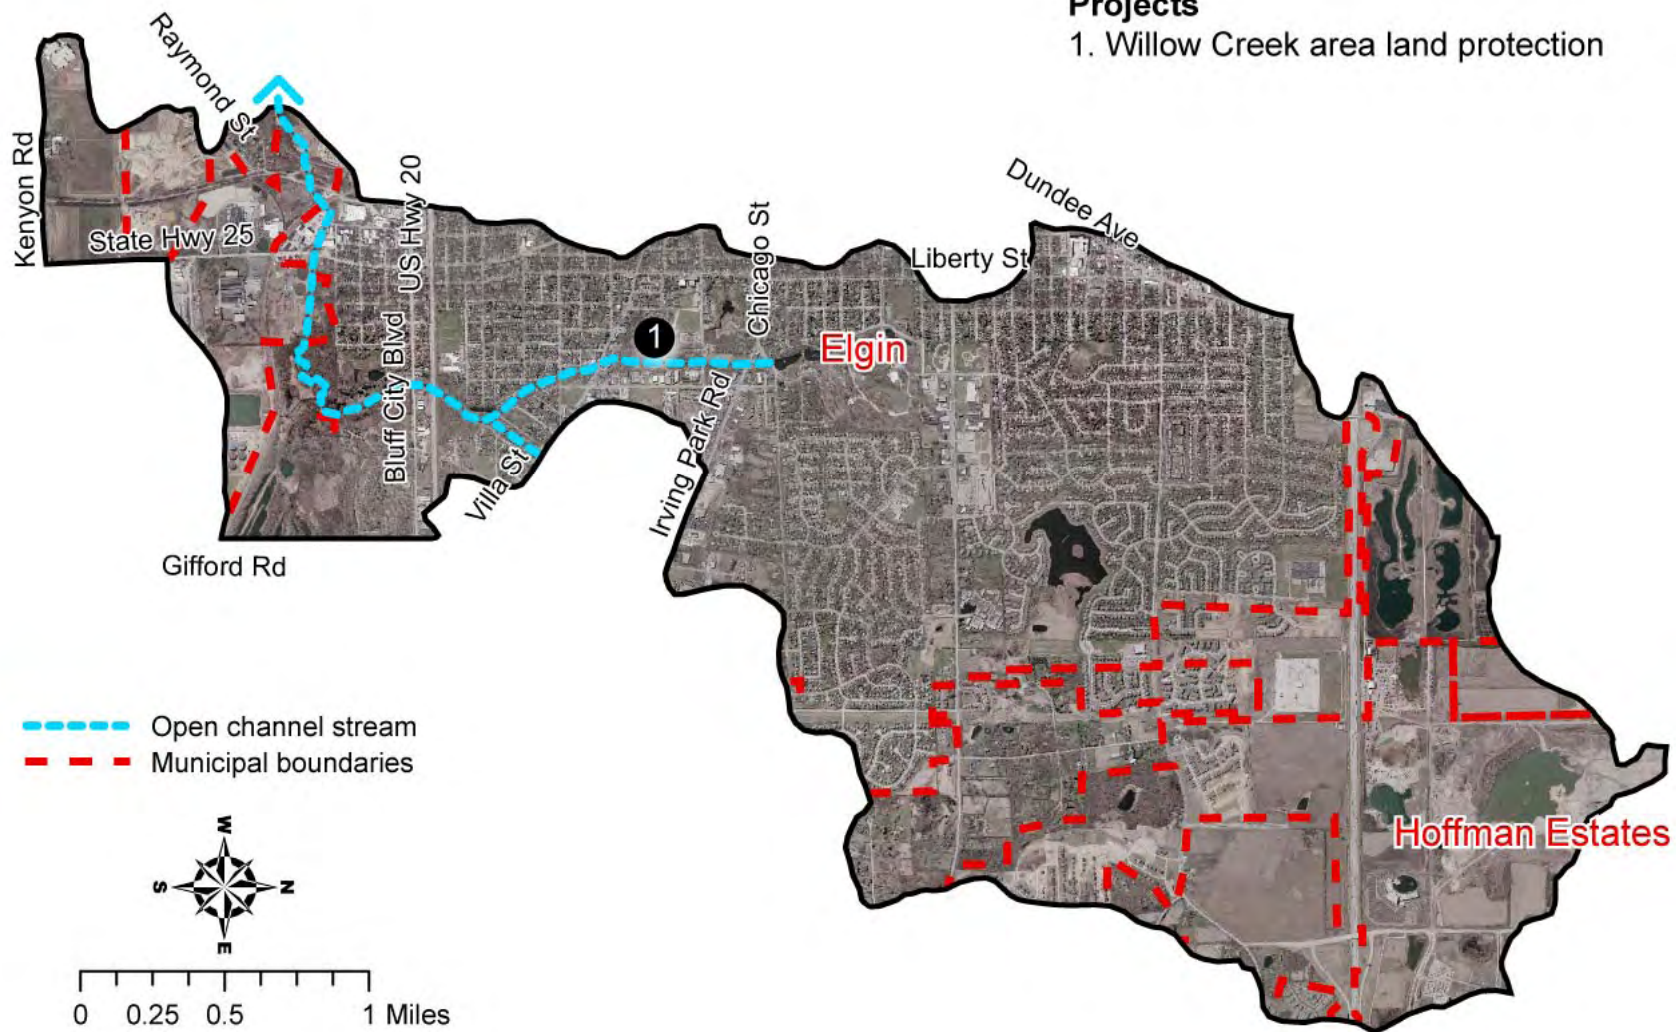 Projects
1. Willow Creek area land protection
Raymond St
Kenyon Rd
State Hwy 25
US Hwy 20
Bluff City Blvd
Chicago St
Dundee Ave
Liberty St
1
Elgin
Irving Park Rd
Villa St
Gifford Rd
Open channel stream
Municipal boundaries
Hoffman Estates
W
S
N
E
0 0.25 0.5 1 Miles